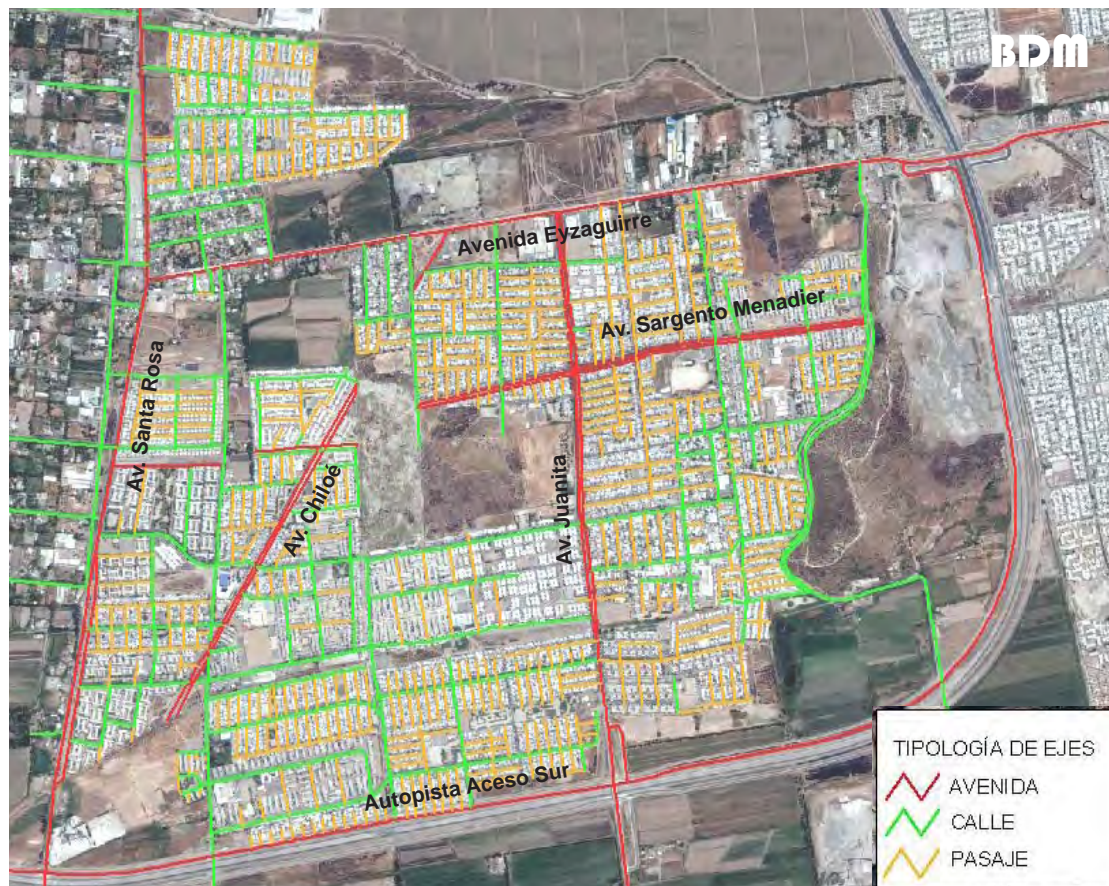 BDM
Avenida Eyzaguirre
Av. Sargento Menadier
Av. Santa Rosa
Av. Chiloé
Av. Juanita
Autopista Aceso Sur
TIPOLOGÍA DE EJES
AVENIDA
CALLE
PASAJE